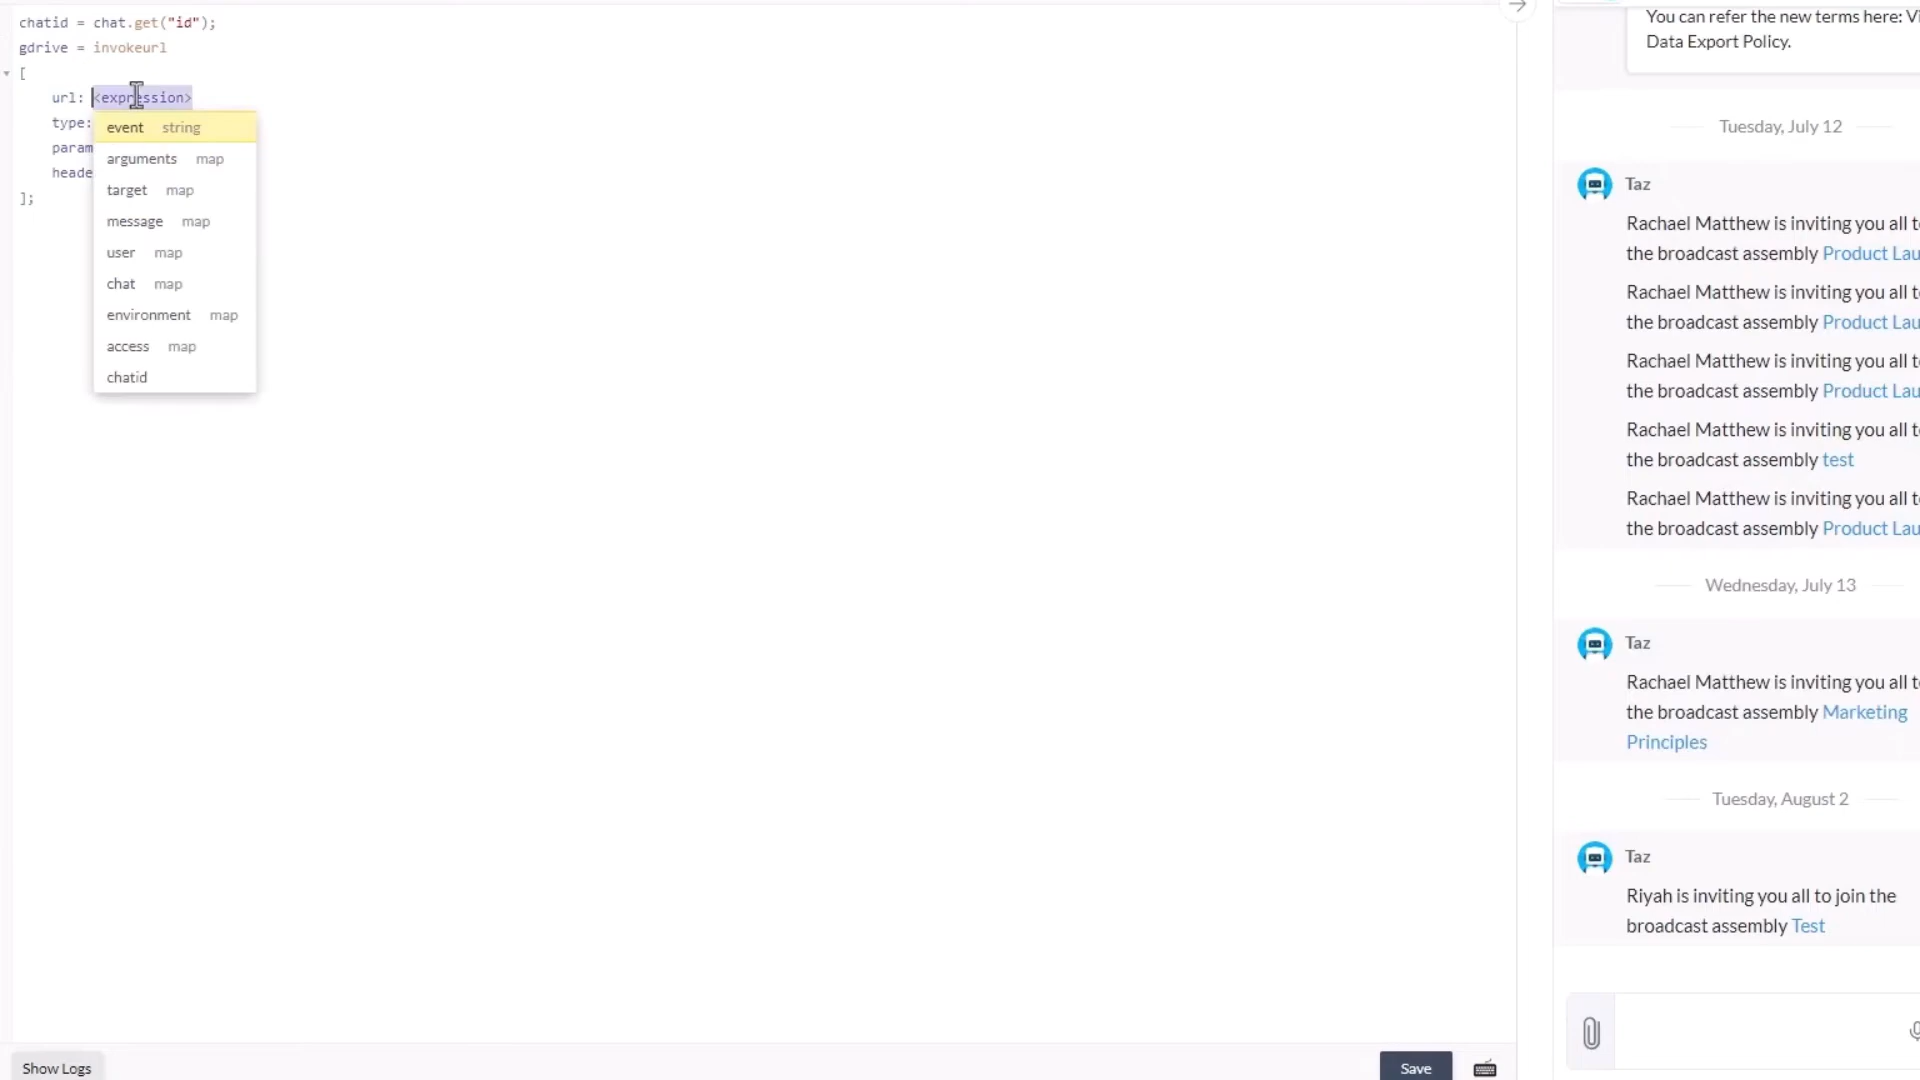 chatid = chat.get("id");
gdrive = invokeurl
[
url: <expression>
type:
param
heade
];
event string
arguments map
target map
message map
user map
chat map
environment map
access map
chatid
Show Logs
Save
You can refer the new terms here: Vi
Data Export Policy.
Tuesday, July 12
Taz
Rachael Matthew is inviting you all t
the broadcast assembly Product Lau
Rachael Matthew is inviting you all t
the broadcast assembly Product Lau
Rachael Matthew is inviting you all t
the broadcast assembly Product Lau
Rachael Matthew is inviting you all t
the broadcast assembly test
Rachael Matthew is inviting you all t
the broadcast assembly Product Lau
Wednesday, July 13
Taz
Rachael Matthew is inviting you all t
the broadcast assembly Marketing
Principles
Tuesday, August 2
Taz
Riyah is inviting you all to join the
broadcast assembly Test